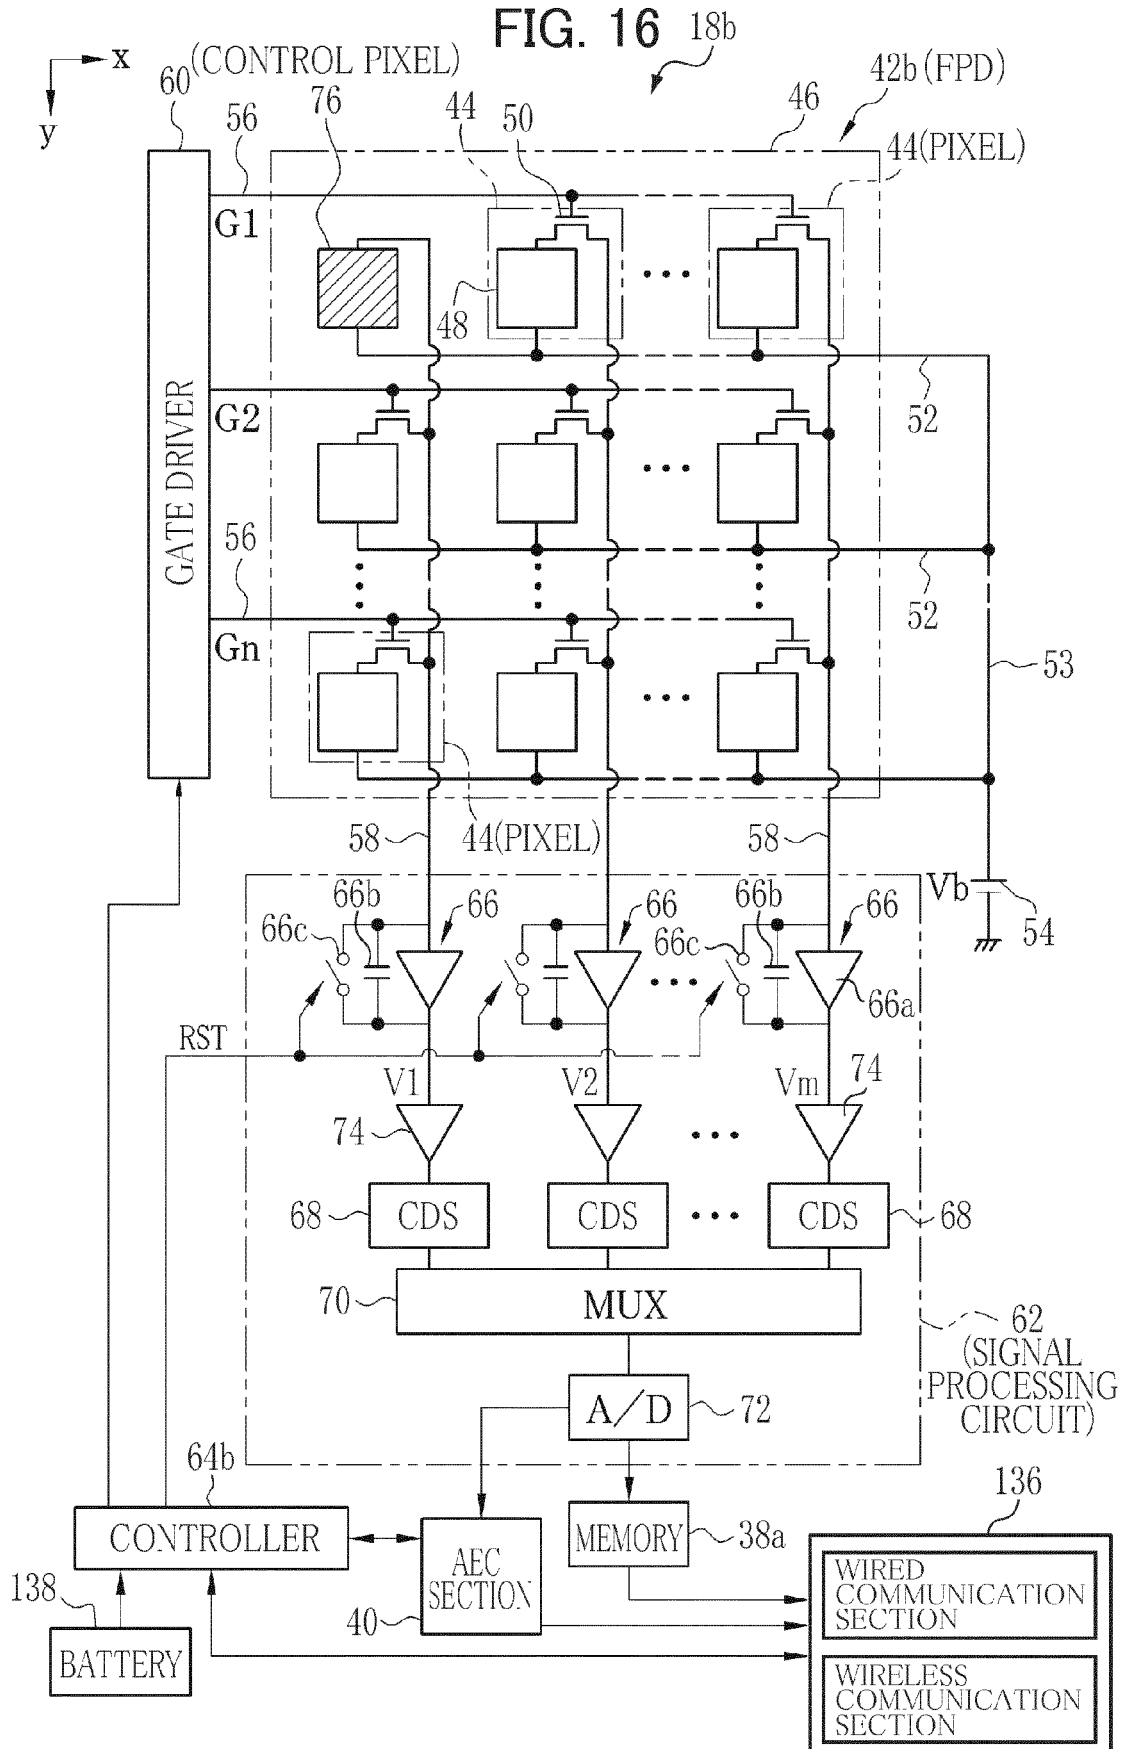 FIG. 16
18b
x
y
60
(CONTROL PIXEL)
76
56
44
50
46
42b (FPD)
44(PIXEL)
G1
48
52
G2
GATE DRIVER
56
52
Gn
53
58
44(PIXEL)
58
Vb
54
66c
66b
66
66
66c
66b
66
66a
RST
V1
V2
Vm
74
74
68
CDS
CDS
CDS
68
70
MUX
62
(SIGNAL
PROCESSING
CIRCUIT)
A/D
72
64b
CONTROLLER
AEC
SECTION
40
MEMORY
38a
136
WIRED
COMMUNICATION
SECTION
WIRELESS
COMMUNICATION
SECTION
138
BATTERY